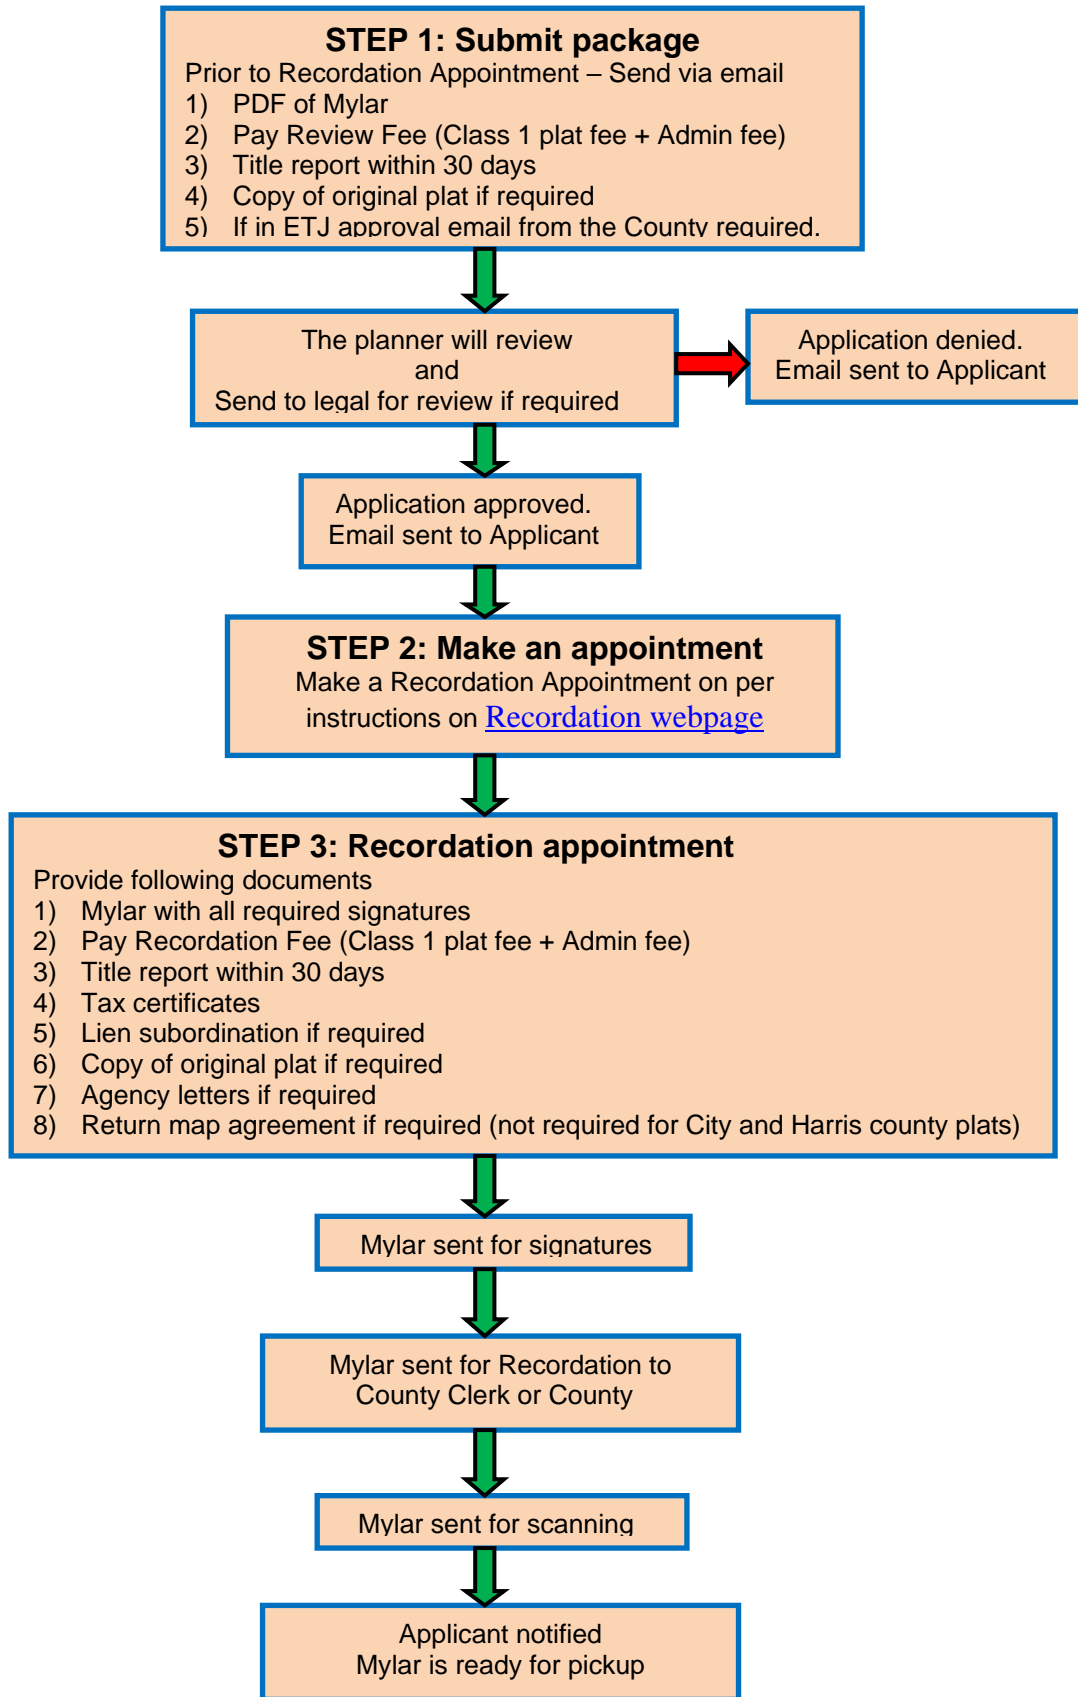 STEP 1: Submit package
Prior to Recordation Appointment – Send via email
1) PDF of Mylar
2) Pay Review Fee (Class 1 plat fee + Admin fee)
3) Title report within 30 days
4) Copy of original plat if required
5) If in ETJ approval email from the County required.
The planner will review
and
Send to legal for review if required
Application denied.
Email sent to Applicant
Application approved.
Email sent to Applicant
STEP 2: Make an appointment
Make a Recordation Appointment on per
instructions on Recordation webpage
STEP 3: Recordation appointment
Provide following documents
1) Mylar with all required signatures
2) Pay Recordation Fee (Class 1 plat fee + Admin fee)
3) Title report within 30 days
4) Tax certificates
5) Lien subordination if required
6) Copy of original plat if required
7) Agency letters if required
8) Return map agreement if required (not required for City and Harris county plats)
Mylar sent for signatures
Mylar sent for Recordation to
County Clerk or County
Mylar sent for scanning
Applicant notified
Mylar is ready for pickup